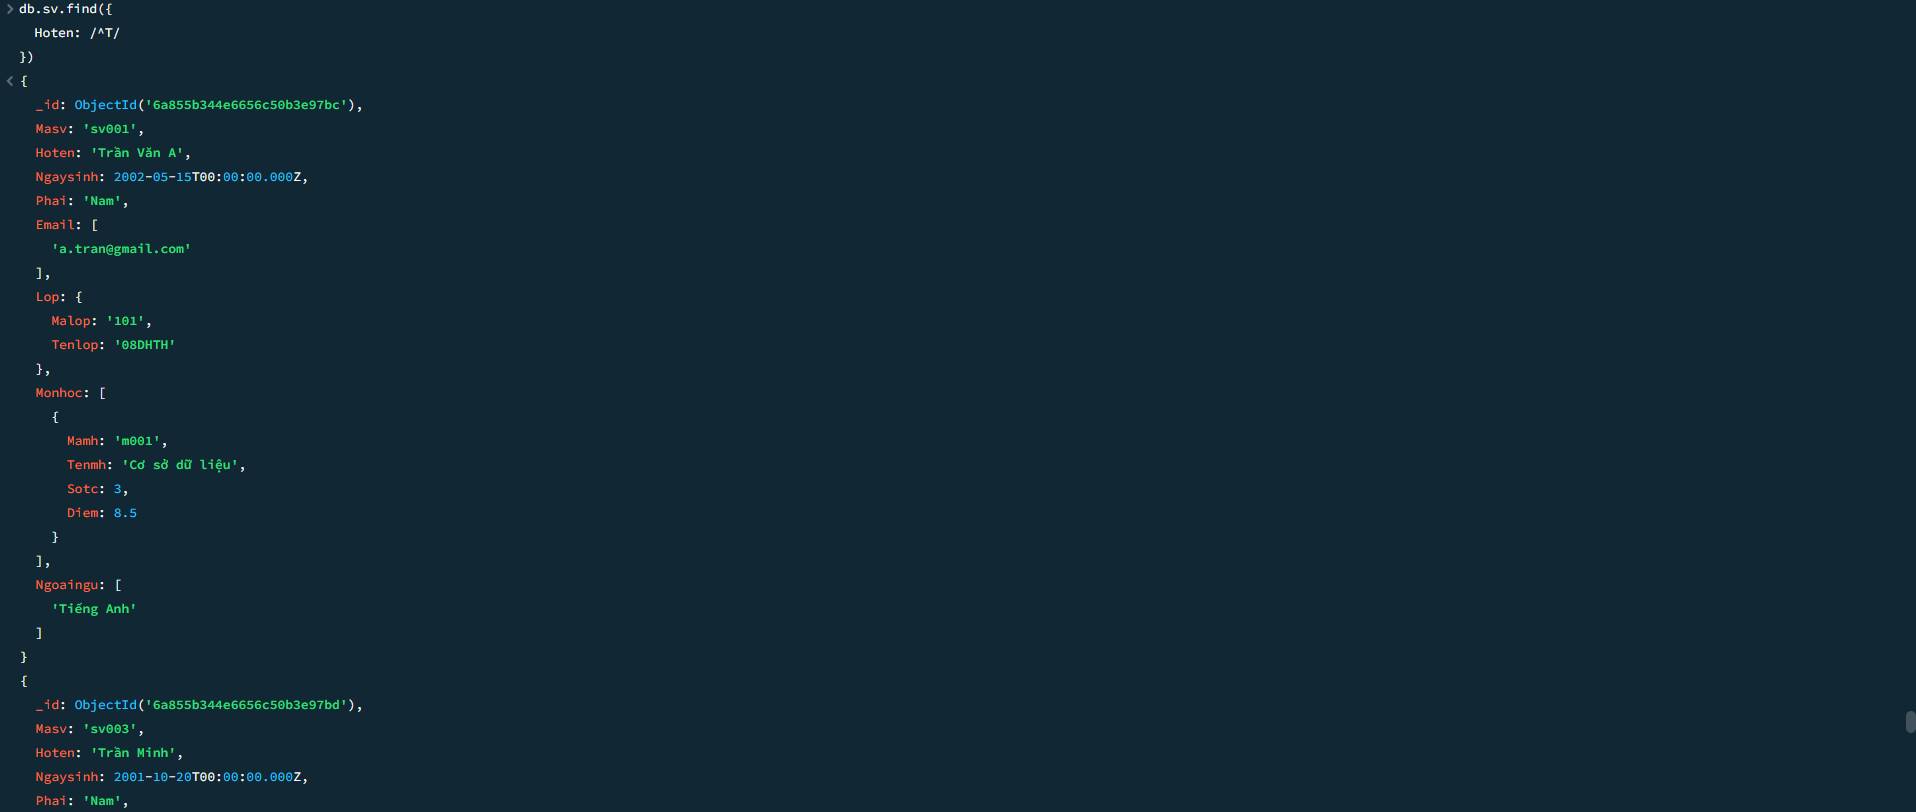 db.sv.find({
Hoten: /^T/
})
{
_id: ObjectId('6a855b344e6656c50b3e97bc'),
Masv: 'sv001',
Hoten: 'Trần Văn A',
Ngaysinh: 2002-05-15T00:00:00.000Z,
Phai: 'Nam',
Email: [
'a.tran@gmail.com'
],
Lop: {
Malop: '101',
Tenlop: '08DHTH'
},
Monhoc: [
{
Mamh: 'm001',
Tenmh: 'Cơ sở dữ liệu',
Sotc: 3,
Diem: 8.5
}
],
Ngoaingu: [
'Tiếng Anh'
]
}
{
_id: ObjectId('6a855b344e6656c50b3e97bd'),
Masv: 'sv003',
Hoten: 'Trần Minh',
Ngaysinh: 2001-10-20T00:00:00.000Z,
Phai: 'Nam',